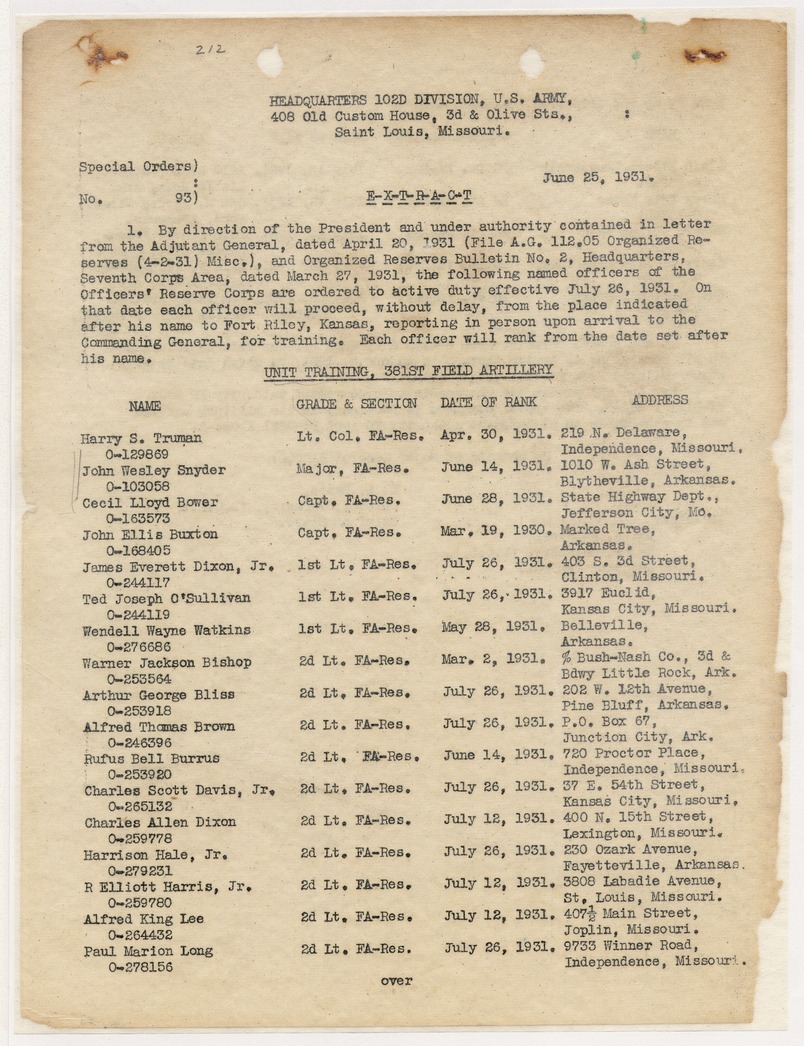 212
HEADQUARTERS 102D DIVISION, U.S. ARMY,
408 Old Custom House, 3d & Olive Sts., :
Saint Louis, Missouri.
Special Orders)
: June 25, 1931.
No. 93) E-X-T-R-A-C-T
1. By direction of the President and under authority contained in letter
from the Adjutant General, dated April 20, 1931 (File A.G. 112.05 Organized Re-
serves (4-2-31) Misc.), and Organized Reserves Bulletin No. 2, Headquarters,
Seventh Corps Area, dated March 27, 1931, the following named officers of the
Officers' Reserve Corps are ordered to active duty effective July 26, 1931. On
that date each officer will proceed, without delay, from the place indicated
after his name to Fort Riley, Kansas, reporting in person upon arrival to the
Commanding General, for training. Each officer will rank from the date set after
his name.
UNIT TRAINING, 381ST FIELD ARTILLERY
NAME GRADE & SECTION DATE OF RANK ADDRESS
Harry S. Truman Lt. Col. FA-Res. Apr. 30, 1931. 219 N. Delaware,
0-129869 Independence, Missouri.
John Wesley Snyder Major, FA-Res. June 14, 1931. 1010 W. Ash Street,
0-103058 Blytheville, Arkansas.
Cecil Lloyd Bower Capt. FA-Res. June 28, 1931. State Highway Dept.,
0-163573 Jefferson City, Mo.
John Ellis Buxton Capt. FA-Res. Mar. 19, 1930. Marked Tree,
0-168405 Arkansas.
James Everett Dixon, Jr. 1st Lt. FA-Res. July 26, 1931. 403 S. 3d Street,
0-244117 Clinton, Missouri.
Ted Joseph O'Sullivan 1st Lt. FA-Res. July 26, 1931. 3917 Euclid,
0-244119 Kansas City, Missouri.
Wendell Wayne Watkins 1st Lt. FA-Res. May 28, 1931. Belleville,
0-276686 Arkansas.
Warner Jackson Bishop 2d Lt. FA-Res. Mar. 2, 1931. % Bush-Nash Co., 3d &
0-253564 Bdwy Little Rock, Ark.
Arthur George Bliss 2d Lt. FA-Res. July 26, 1931. 202 W. 12th Avenue,
0-253918 Pine Bluff, Arkansas.
Alfred Thomas Brown 2d Lt. FA-Res. July 26, 1931. P.O. Box 67,
0-246396 Junction City, Ark.
Rufus Bell Burrus 2d Lt. FA-Res. June 14, 1931. 720 Proctor Place,
0-253920 Independence, Missouri.
Charles Scott Davis, Jr. 2d Lt. FA-Res. July 26, 1931. 37 E. 54th Street,
0-265132 Kansas City, Missouri.
Charles Allen Dixon 2d Lt. FA-Res. July 12, 1931. 400 N. 15th Street,
0-259778 Lexington, Missouri.
Harrison Hale, Jr. 2d Lt. FA-Res. July 26, 1931. 230 Ozark Avenue,
0-279231 Fayetteville, Arkansas.
R Elliott Harris, Jr. 2d Lt. FA-Res. July 12, 1931. 3808 Labadie Avenue,
0-259780 St. Louis, Missouri.
Alfred King Lee 2d Lt. FA-Res. July 12, 1931. 407½ Main Street,
0-264432 Joplin, Missouri.
Paul Marion Long 2d Lt. FA-Res. July 26, 1931. 9733 Winner Road,
0-278156 Independence, Missouri.
over